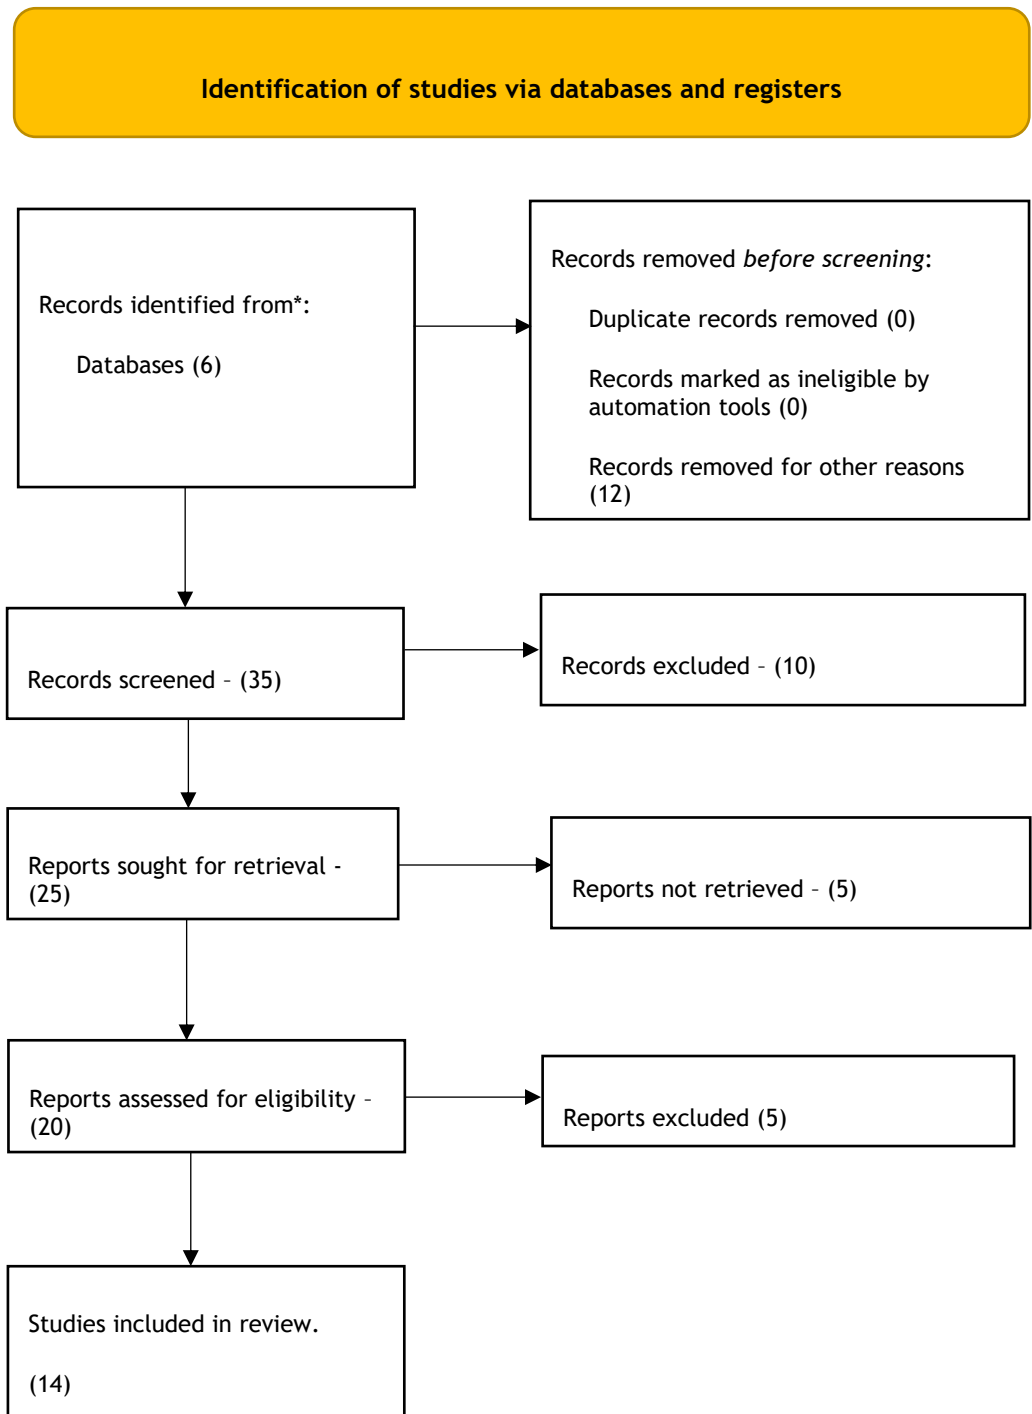 Identification of studies via databases and registers
Records identified from*:
Databases (6)
Records removed before screening:
Duplicate records removed (0)
Records marked as ineligible by
automation tools (0)
Records removed for other reasons
(12)
Records screened – (35)
Records excluded – (10)
Reports sought for retrieval -
(25)
Reports not retrieved – (5)
Reports assessed for eligibility –
(20)
Reports excluded (5)
Studies included in review.
(14)